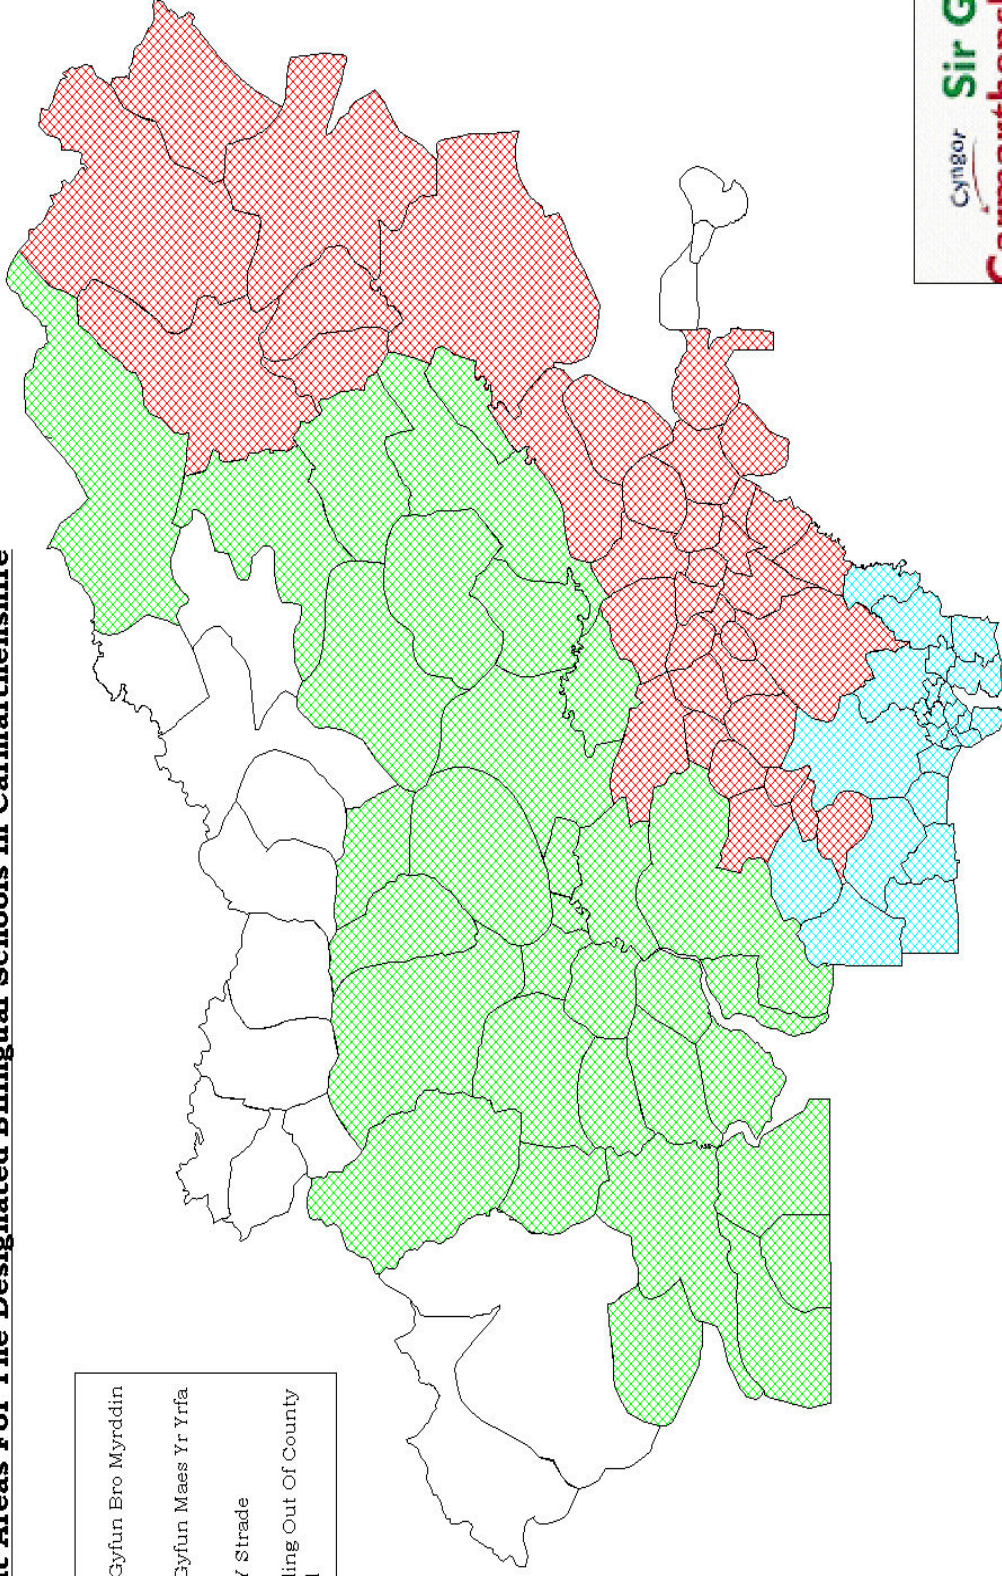 t Areas For The Designated Bilingual Schools In Carmarthenshire
Gyfun Bro Myrddin
Gyfun Maes Yr Yrfa
Y Strade
ling Out Of County
Cyngor Sir G